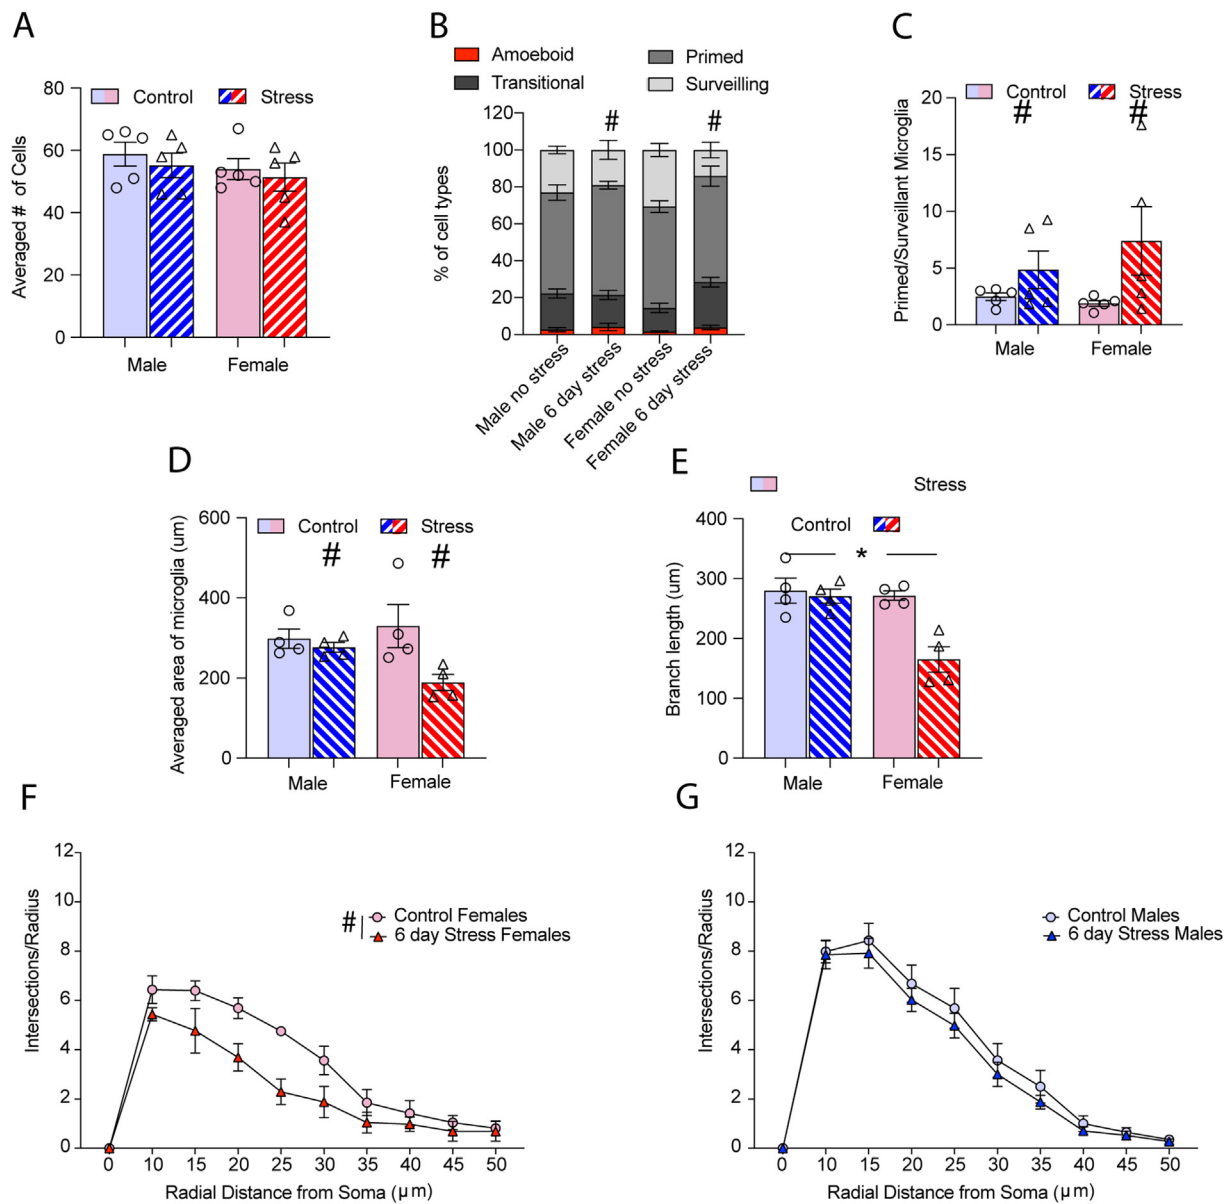 A
Control Stress
Averaged # of Cells
80
60
40
20
0
Male Female
B
Amoeboid Primed
Transitional Surveilling
% of cell types
120
100
80
60
40
20
0
# #
Male no stress
Male 6 day stress
Female no stress
Female 6 day stress
C
Control Stress
# #
Primed/Surveillant Microglia
20
15
10
5
0
Male Female
D
Control Stress
# #
Averaged area of microglia (um)
600
400
200
0
Male Female
E
Stress
Control
*
Branch length (um)
400
300
200
100
0
Male Female
F
Intersections/Radius
12
10
8
6
4
2
0
#
Control Females
6 day Stress Females
0 10 15 20 25 30 35 40 45 50
Radial Distance from Soma (µm)
G
Intersections/Radius
12
10
8
6
4
2
0
Control Males
6 day Stress Males
0 10 15 20 25 30 35 40 45 50
Radial Distance from Soma (µm)